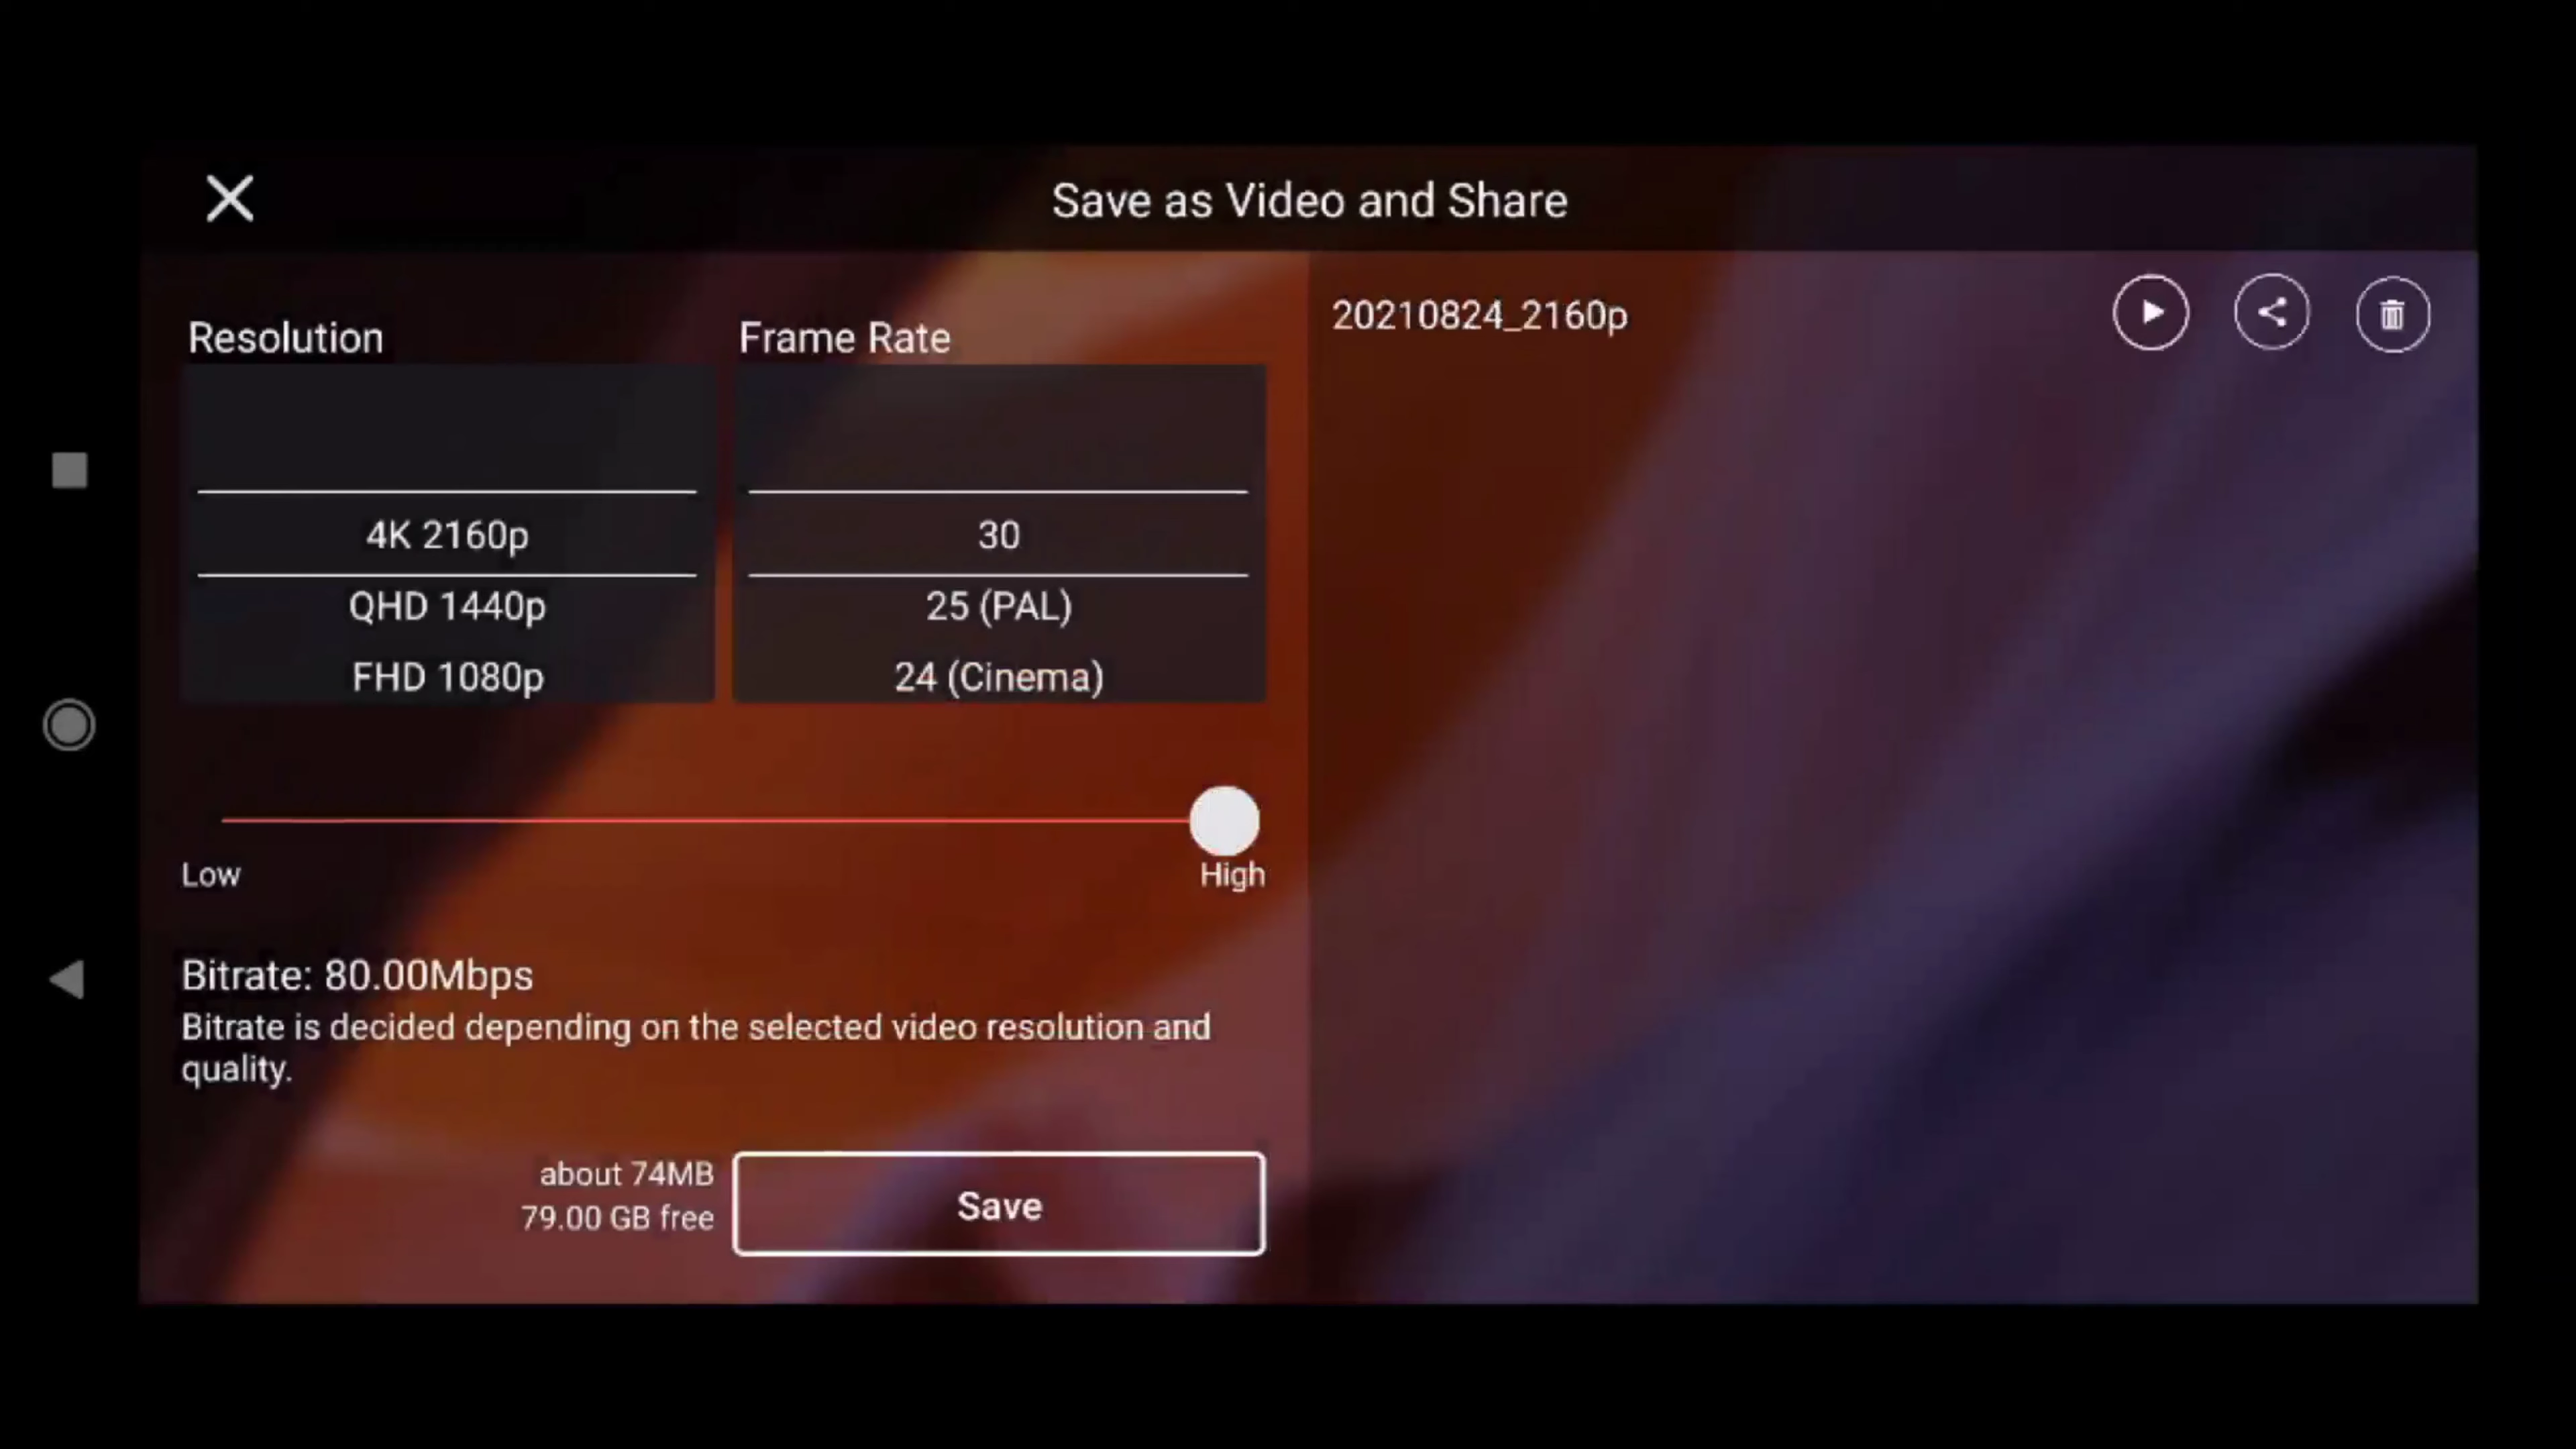 Save as Video and Share
Resolution
Frame Rate
4K 2160p
QHD 1440p
FHD 1080p
30
25 (PAL)
24 (Cinema)
Low
High
Bitrate: 80.00Mbps
Bitrate is decided depending on the selected video resolution and
quality.
about 74MB
79.00 GB free
Save
20210824_2160p